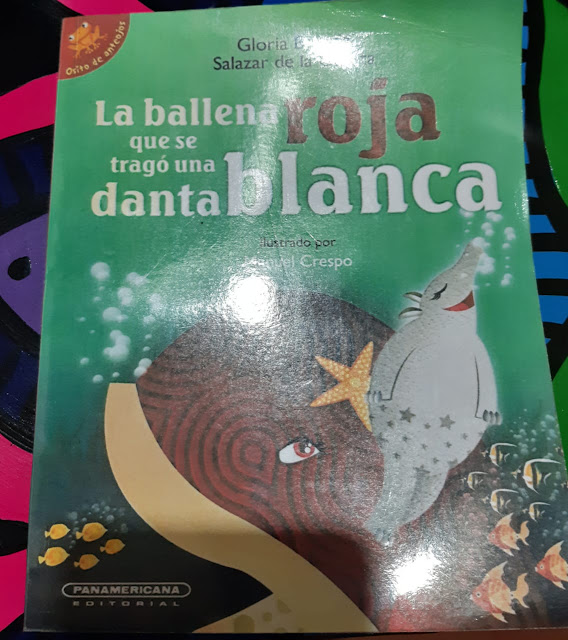 Osito de anteojos
Gloria
Salazar de la
La ballena roja
que se
tragó una
danta blanca
Ilustrado por
Manuel Crespo
PANAMERICANA
EDITORIAL